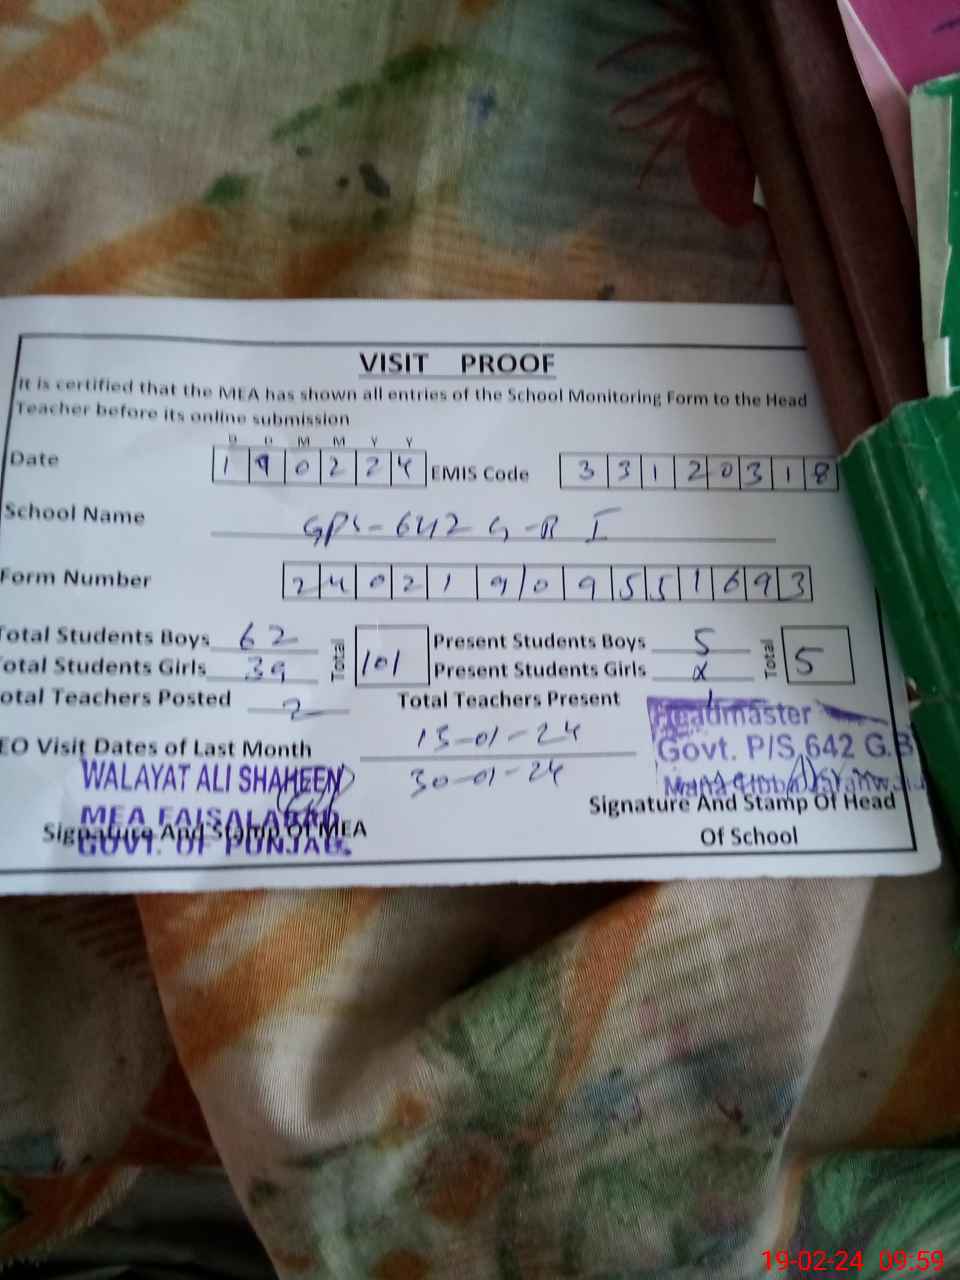 VISIT PROOF
It is certified that the MEA has shown all entries of the School Monitoring Form to the Head
Teacher before its online submission
D D M M Y Y
Date 1 9 0 2 2 4 EMIS Code 3 3 1 2 0 3 1 8
School Name GPS-642 G-B I
Form Number 2 4 0 2 1 9 0 9 5 5 1 6 9 3
Total Students Boys 62 Total 101 Present Students Boys 5 Total 5
Total Students Girls 39 Present Students Girls x
Total Teachers Posted 2 Total Teachers Present 1
EO Visit Dates of Last Month 15-01-24
30-01-24
Headmaster
Govt. P/S 642 G.B
WALAYAT ALI SHAHEEN
MEA FAISALABAD
GOVT. OF PUNJAB.
Signature And Stamp Of MEA
Signature And Stamp Of Head
Of School
19-02-24 09:59